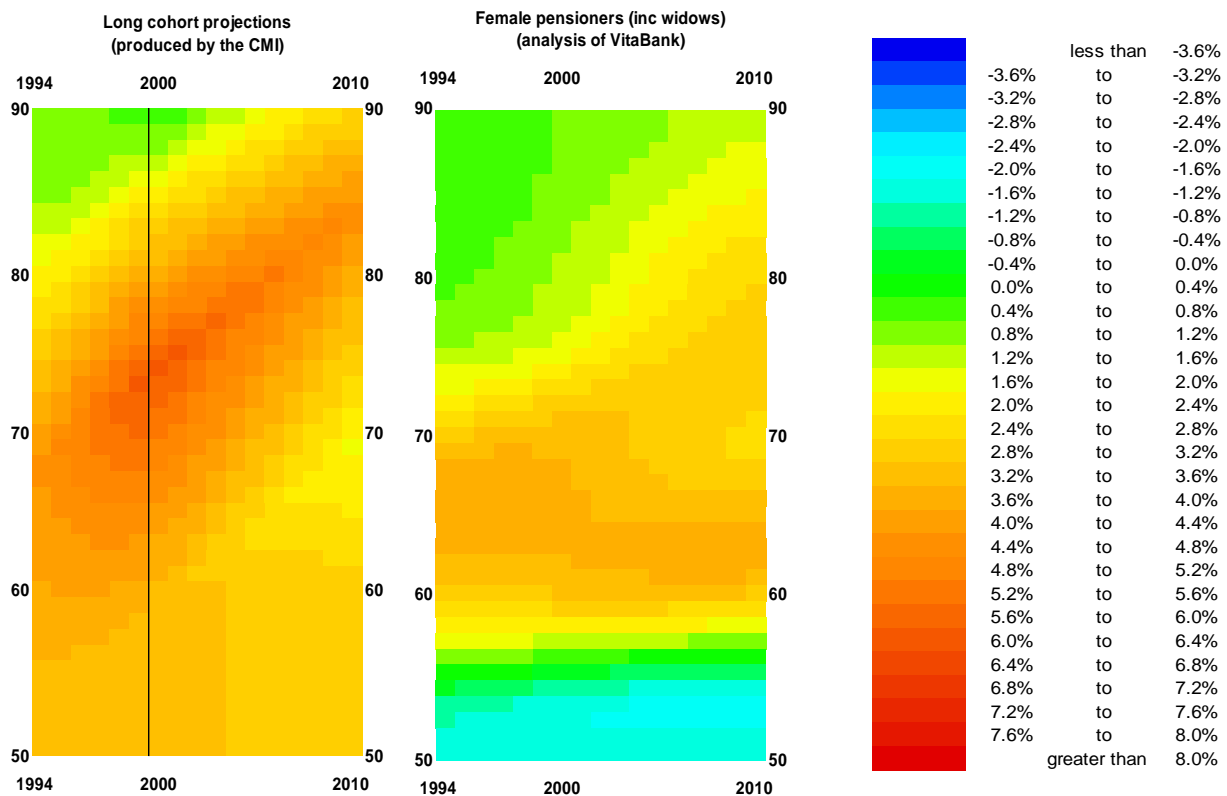 Long cohort projections
(produced by the CMI)
1994 2000 2010
90 90
80 80
70 70
60 60
50 50
1994 2000 2010
Female pensioners (inc widows)
(analysis of VitaBank)
1994 2000 2010
90 90
80 80
70 70
60 60
50 50
1994 2000 2010
less than -3.6%
-3.6% to -3.2%
-3.2% to -2.8%
-2.8% to -2.4%
-2.4% to -2.0%
-2.0% to -1.6%
-1.6% to -1.2%
-1.2% to -0.8%
-0.8% to -0.4%
-0.4% to 0.0%
0.0% to 0.4%
0.4% to 0.8%
0.8% to 1.2%
1.2% to 1.6%
1.6% to 2.0%
2.0% to 2.4%
2.4% to 2.8%
2.8% to 3.2%
3.2% to 3.6%
3.6% to 4.0%
4.0% to 4.4%
4.4% to 4.8%
4.8% to 5.2%
5.2% to 5.6%
5.6% to 6.0%
6.0% to 6.4%
6.4% to 6.8%
6.8% to 7.2%
7.2% to 7.6%
7.6% to 8.0%
greater than 8.0%